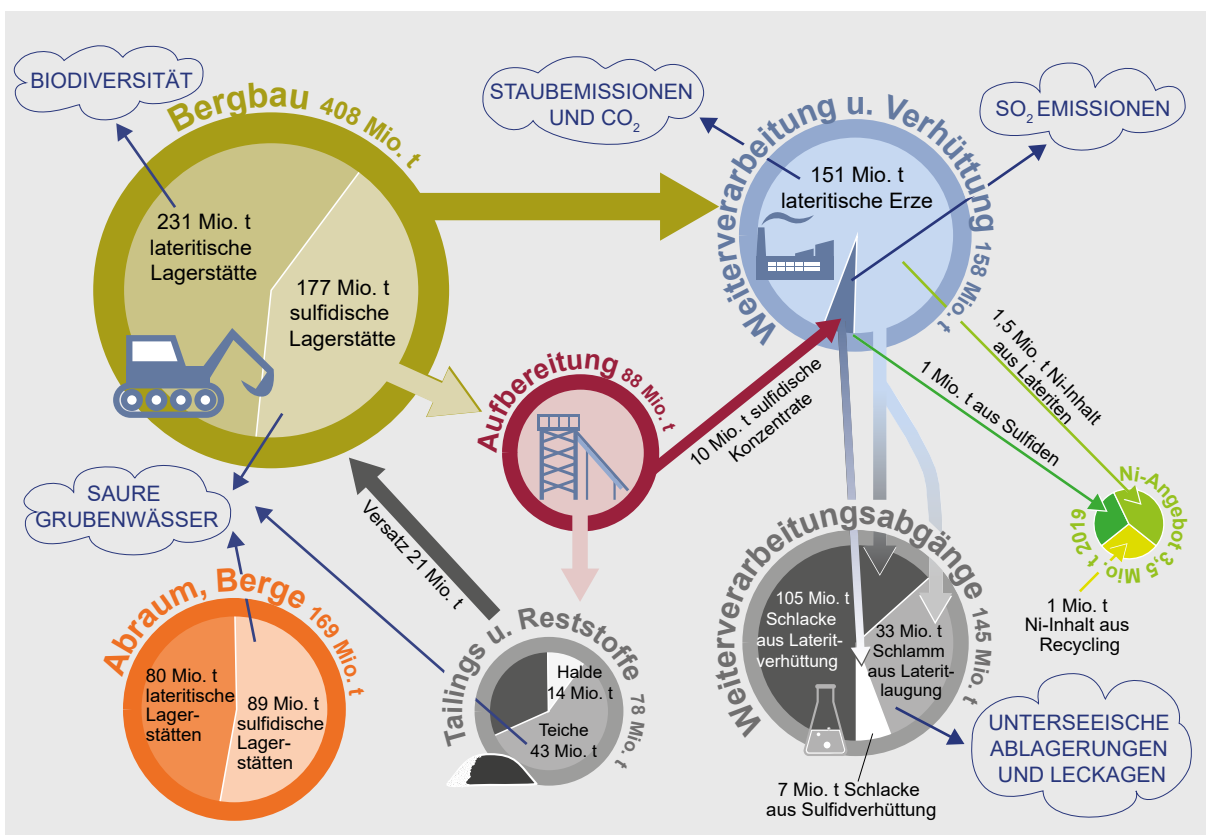 BIODIVERSITÄT
Bergbau 408 Mio. t
231 Mio. t
lateritische
Lagerstätte
177 Mio. t
sulfidische
Lagerstätte
STAUBEMISSIONEN
UND CO₂
Weiterverarbeitung u. Verhüttung 158 Mio. t
151 Mio. t
lateritische Erze
SO₂ EMISSIONEN
Aufbereitung 88 Mio. t
10 Mio. t sulfidische
Konzentrate
1,5 Mio. t Ni-Inhalt
aus Lateriten
1 Mio. t aus Sulfiden
Ni-Angebot 3,5 Mio. t 2019
1 Mio. t
Ni-Inhalt aus
Recycling
SAURE
GRUBENWÄSSER
Versatz 21 Mio. t
Abraum, Berge 169 Mio. t
80 Mio. t
lateritische
Lager-
stätten
89 Mio. t
sulfidische
Lager-
stätten
Tailings u. Reststoffe 78 Mio. t
Halde
14 Mio. t
Teiche
43 Mio. t
Weiterverarbeitungsabgänge 145 Mio. t
105 Mio. t
Schlacke
aus Laterit-
verhüttung
33 Mio. t
Schlamm
aus Laterit-
laugung
7 Mio. t Schlacke
aus Sulfidverhüttung
UNTERSEEISCHE
ABLAGERUNGEN
UND LECKAGEN